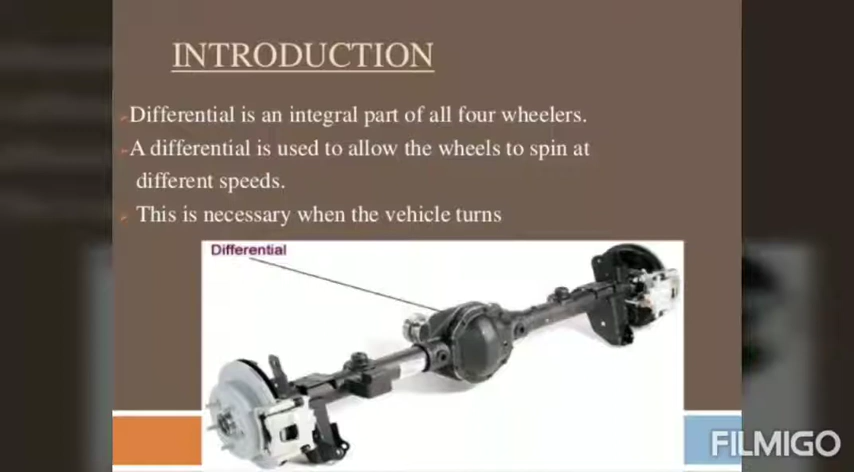 INTRODUCTION
Differential is an integral part of all four wheelers.
A differential is used to allow the wheels to spin at
different speeds.
This is necessary when the vehicle turns
Differential
FILMIGO